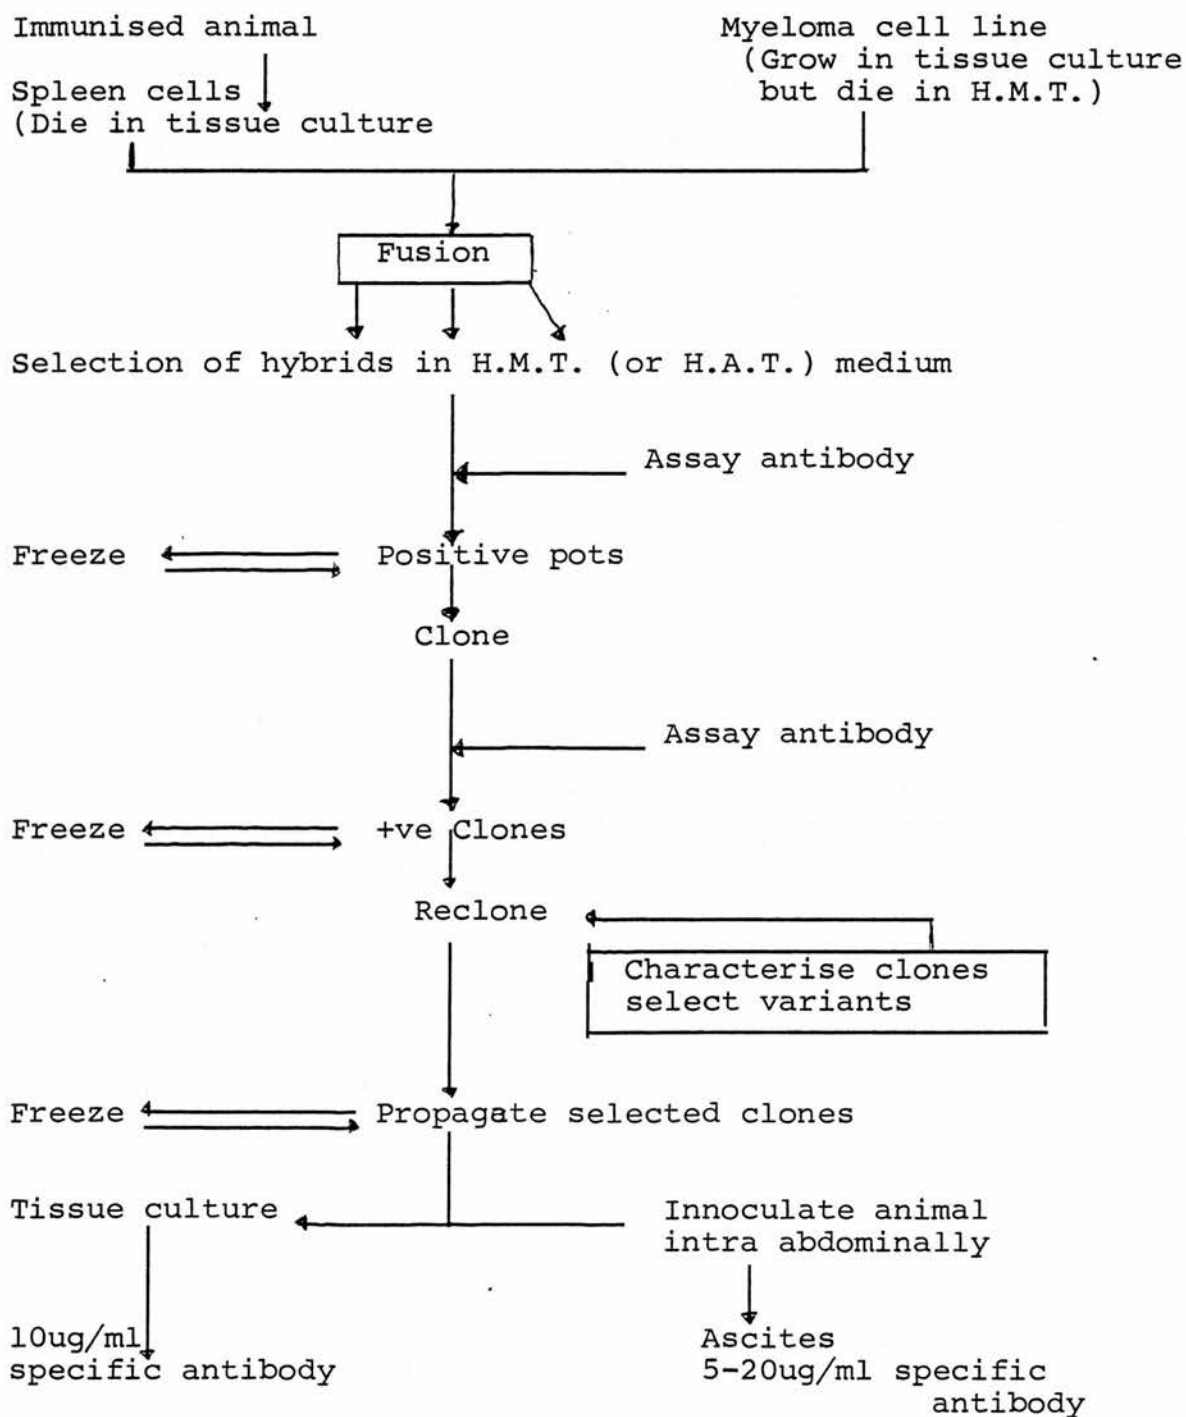 Immunised animal
Myeloma cell line
(Grow in tissue culture
but die in H.M.T.)
Spleen cells
(Die in tissue culture
Fusion
Selection of hybrids in H.M.T. (or H.A.T.) medium
Assay antibody
Freeze
Positive pots
Clone
Assay antibody
Freeze
+ve Clones
Reclone
Characterise clones
select variants
Freeze
Propagate selected clones
Tissue culture
Innoculate animal
intra abdominally
10ug/ml
specific antibody
Ascites
5-20ug/ml specific
antibody